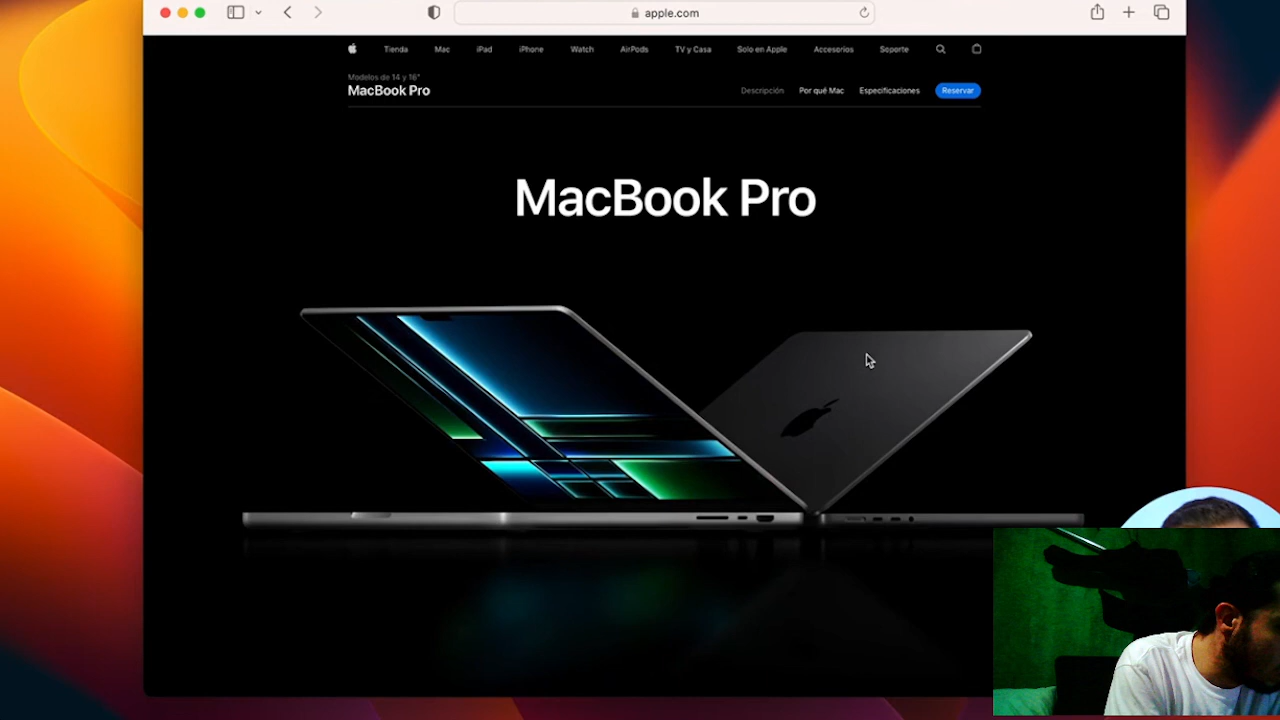 apple.com
Tienda Mac iPad iPhone Watch AirPods TV y Casa Solo en Apple Accesorios Soporte
Modelos de 14 y 16"
MacBook Pro
Descripción Por qué Mac Especificaciones Reservar
MacBook Pro